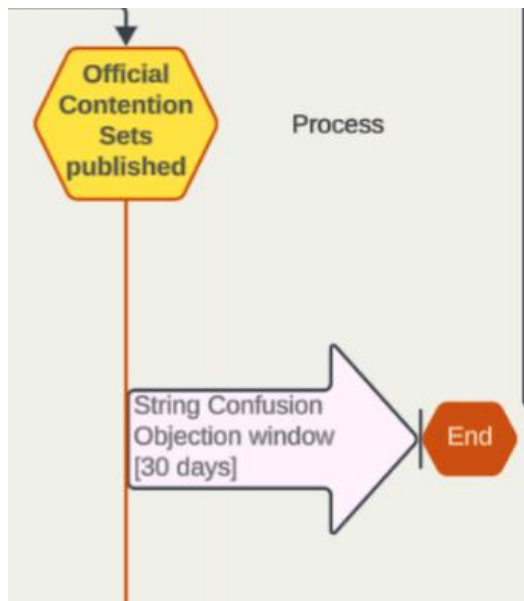 Official
Contention
Sets
published
Process
String Confusion
Objection window
[30 days]
End